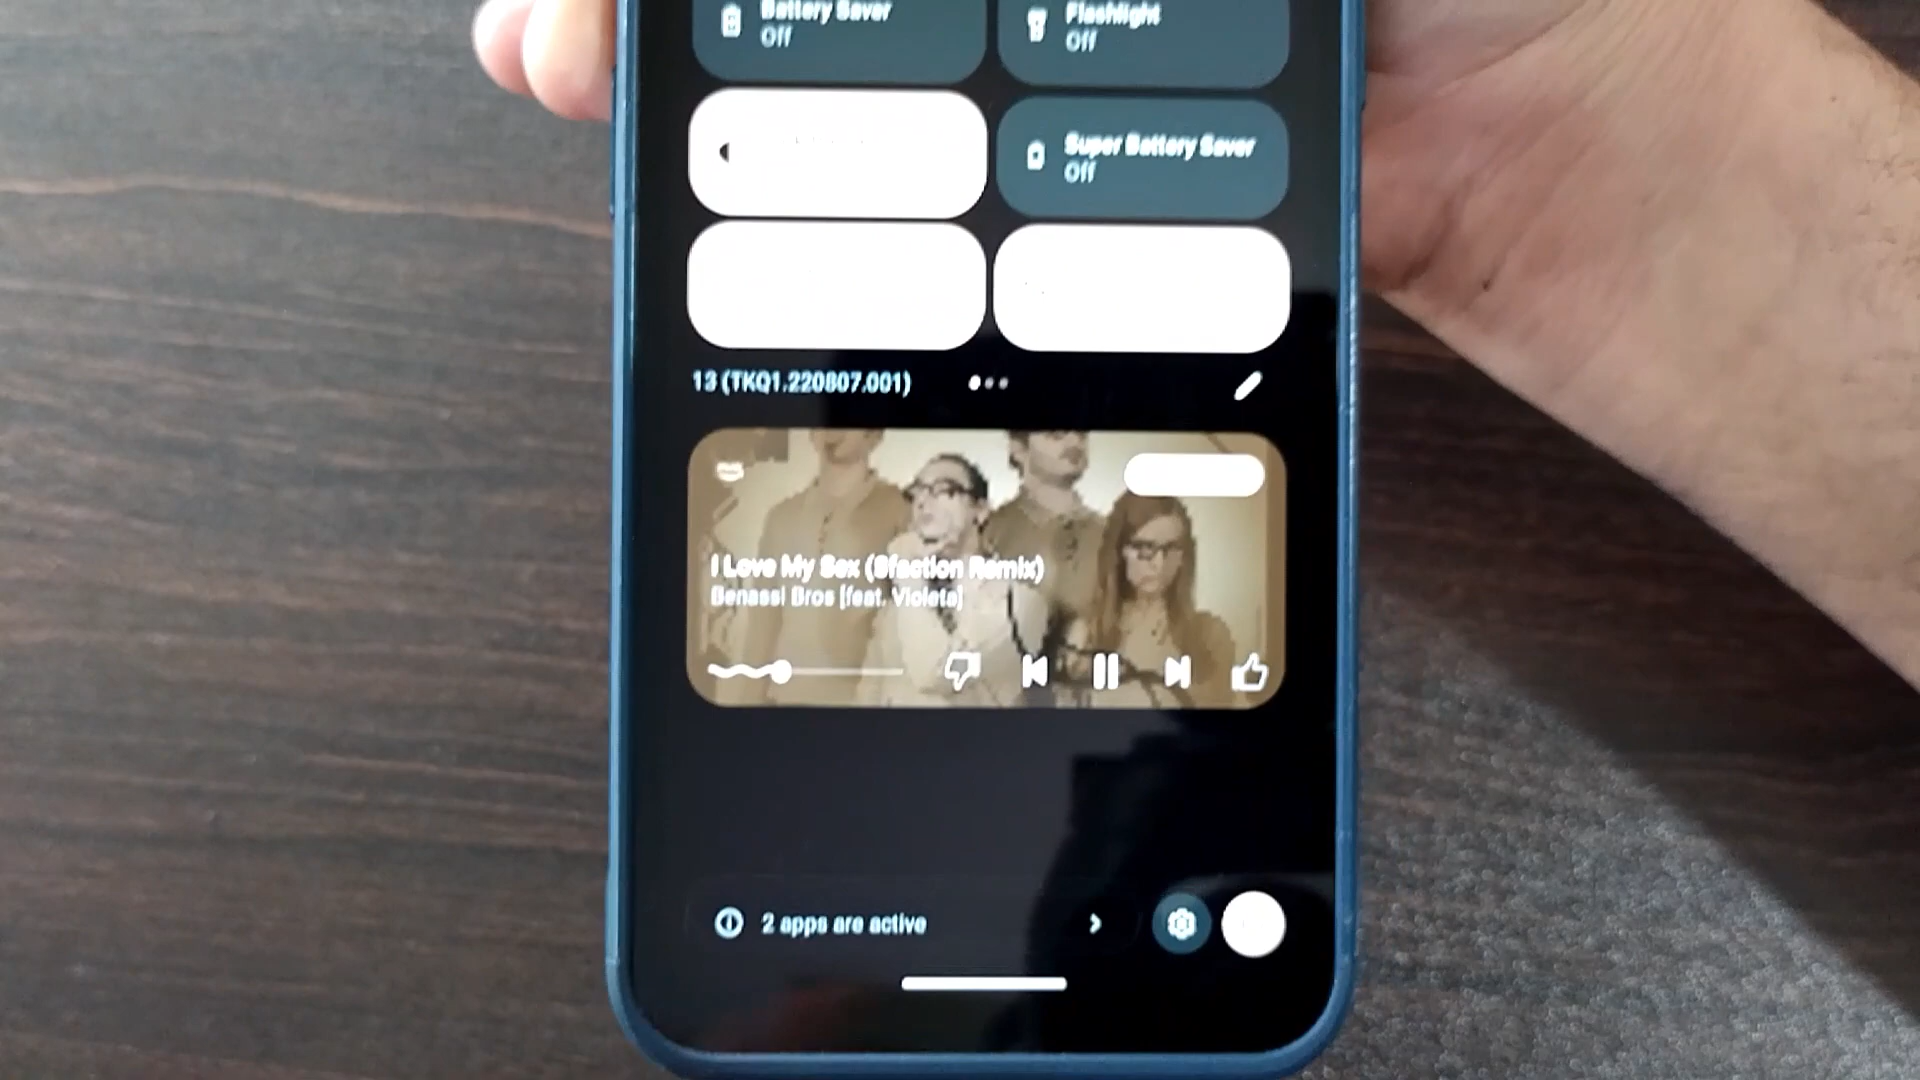 Battery Saver
Off
Flashlight
Off
Super Battery Saver
Off
13 (TKQ1.220807.001)
I Love My Sex (Sfaction Remix)
Benassi Bros [feat. Violeta]
2 apps are active